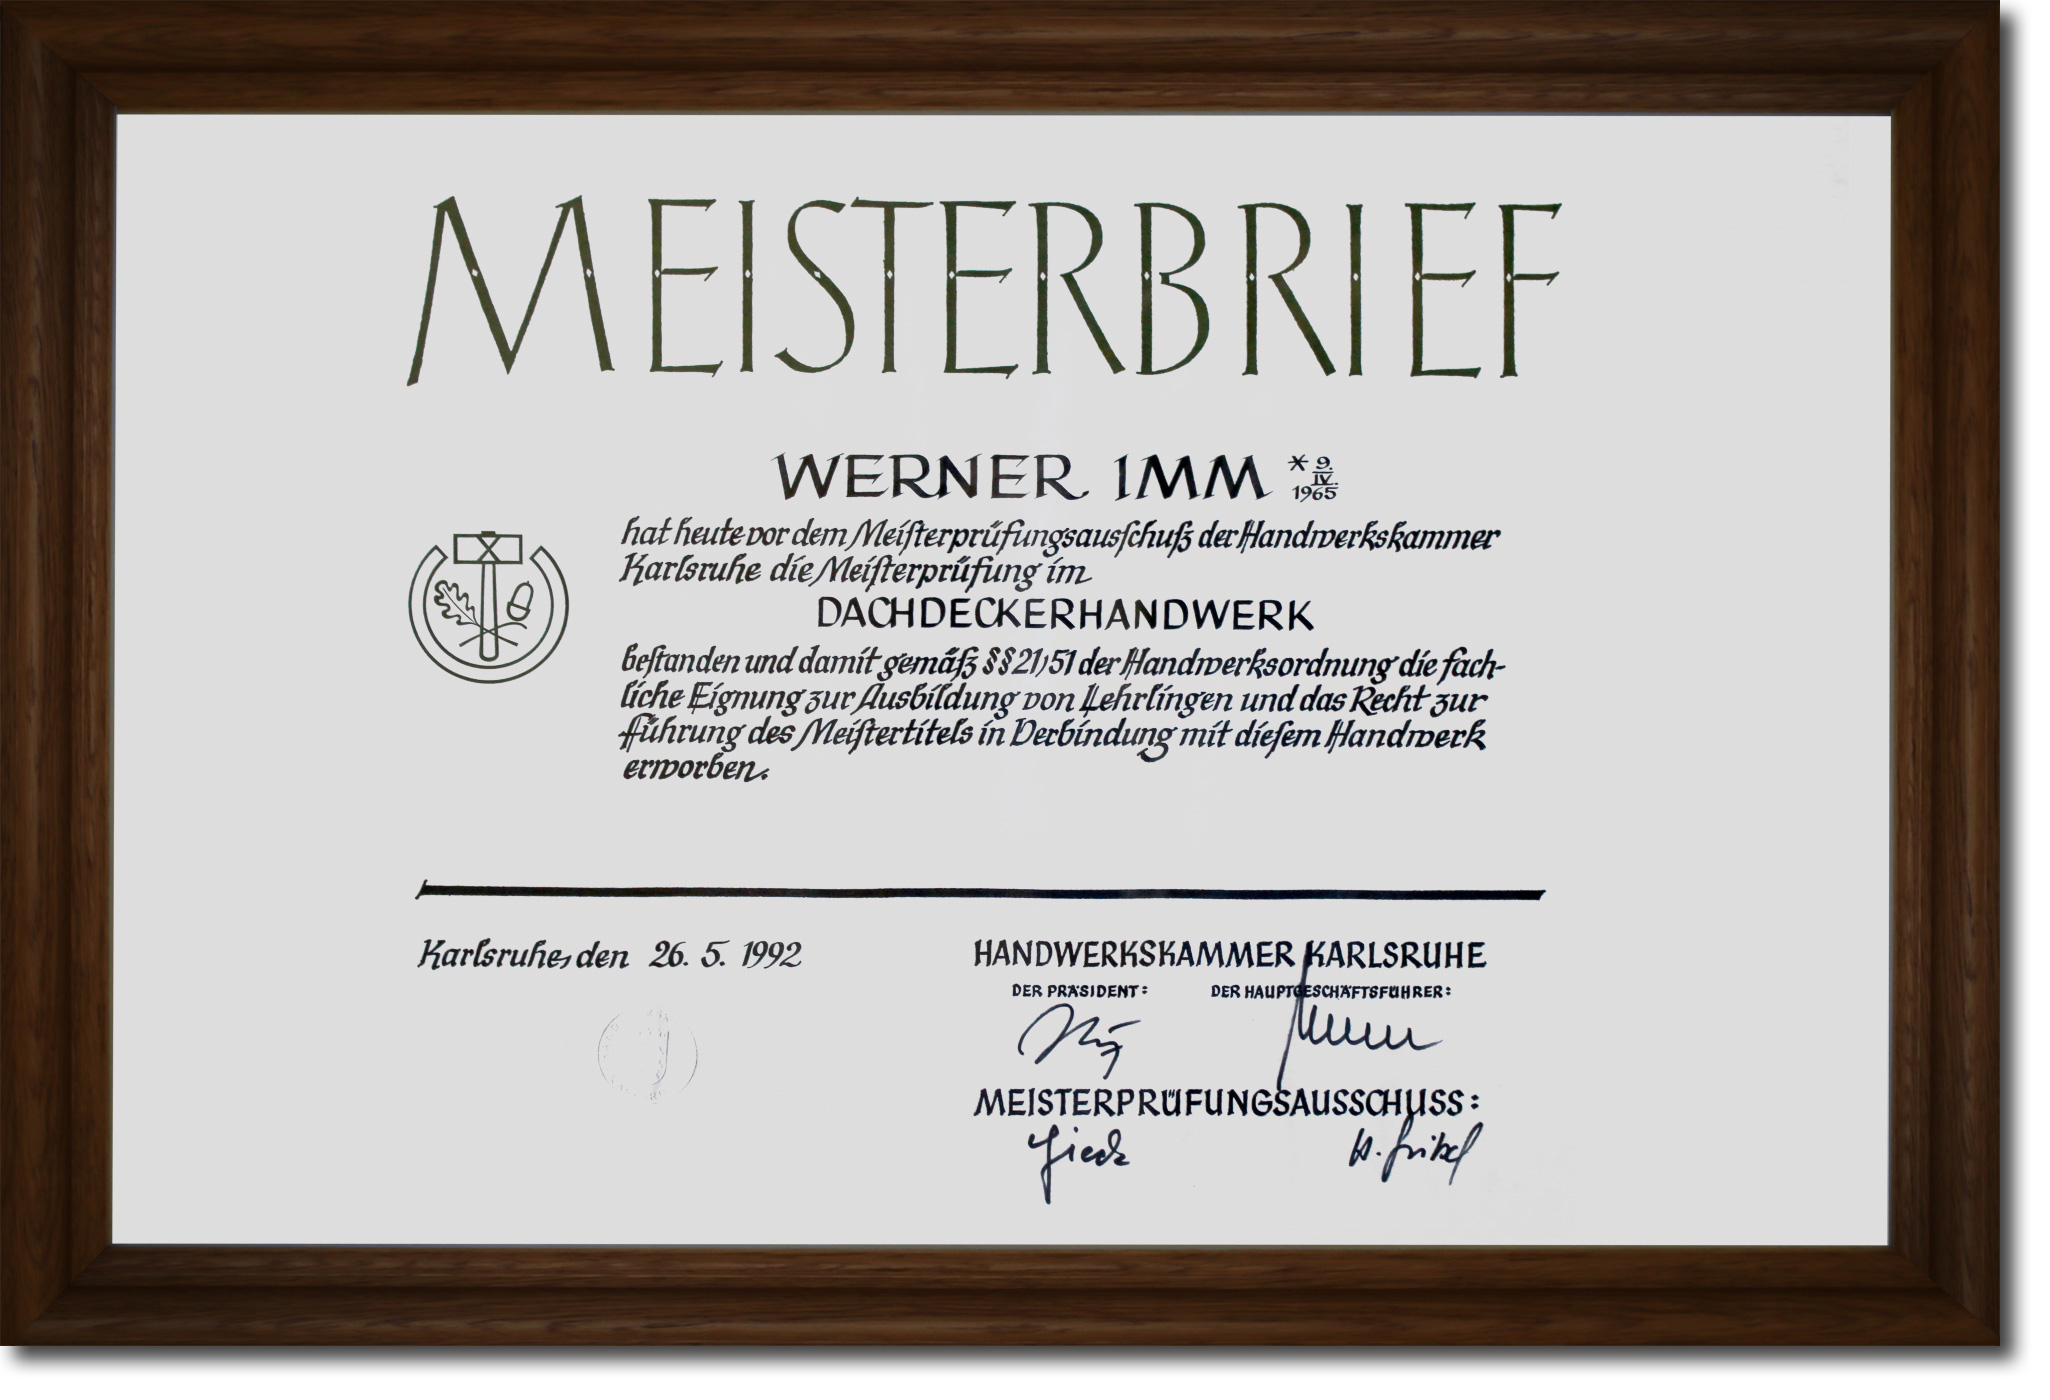 MEISTERBRIEF
WERNER IMM * 9. IV. 1965
hat heute vor dem Meisterprüfungsausschuß der Handwerkskammer
Karlsruhe die Meisterprüfung im
DACHDECKERHANDWERK
bestanden und damit gemäß §§ 21, 51 der Handwerksordnung die fach-
liche Eignung zur Ausbildung von Lehrlingen und das Recht zur
Führung des Meistertitels in Verbindung mit diesem Handwerk
erworben.
Karlsruhe, den 26. 5. 1992
HANDWERKSKAMMER KARLSRUHE
DER PRÄSIDENT: DER HAUPTGESCHÄFTSFÜHRER:
MEISTERPRÜFUNGSAUSSCHUSS: